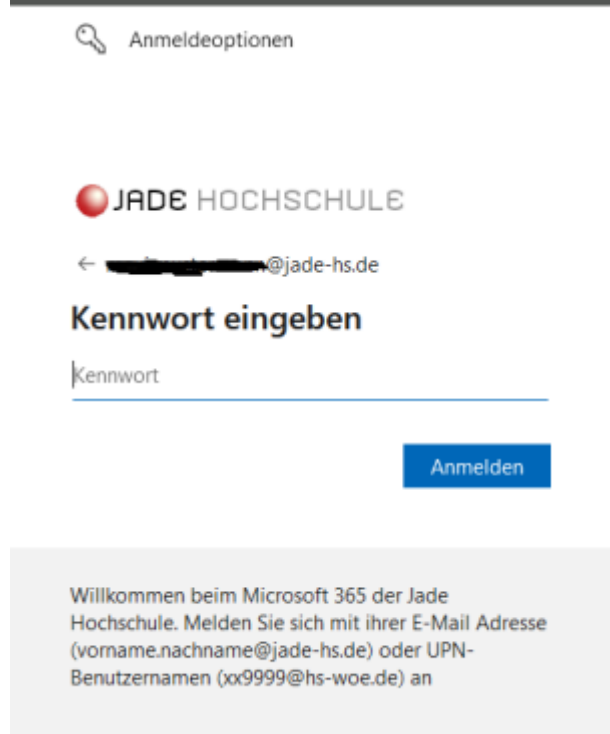 Anmeldeoptionen
JADE HOCHSCHULE
@jade-hs.de
Kennwort eingeben
Kennwort
Anmelden
Willkommen beim Microsoft 365 der Jade
Hochschule. Melden Sie sich mit ihrer E-Mail Adresse
(vorname.nachname@jade-hs.de) oder UPN-
Benutzernamen (xx9999@hs-woe.de) an